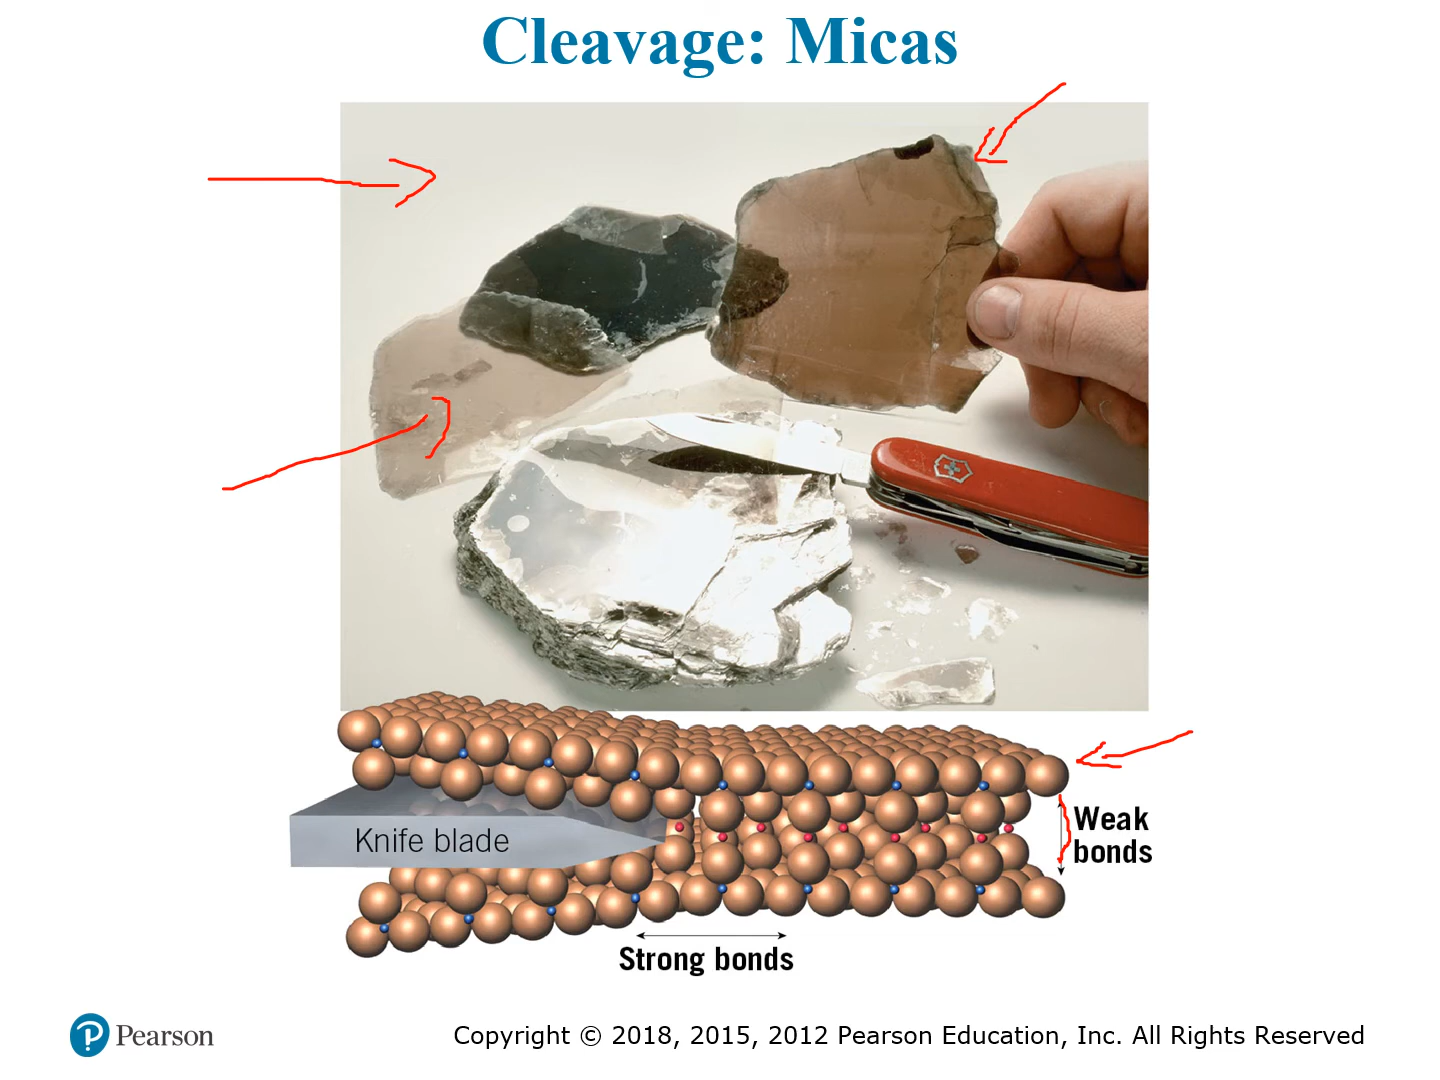 Cleavage: Micas
Knife blade
Weak
bonds
Strong bonds
Pearson
Copyright © 2018, 2015, 2012 Pearson Education, Inc. All Rights Reserved